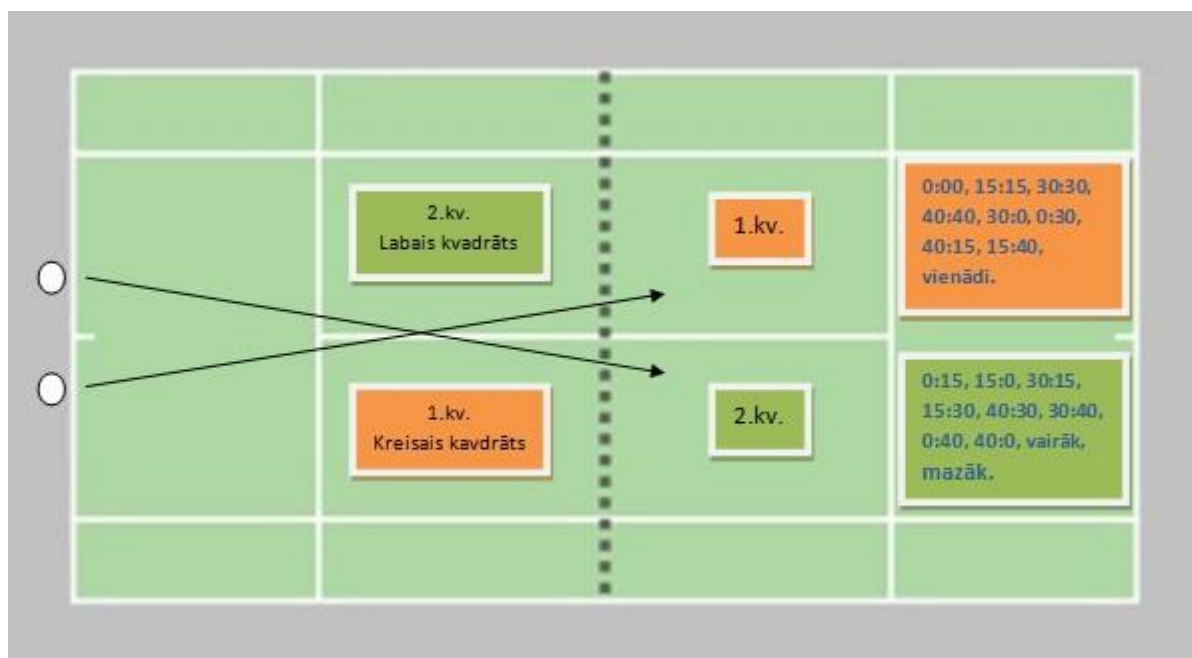 2.kv.
Labais kvadrāts
1.kv.
0:00, 15:15, 30:30,
40:40, 30:0, 0:30,
40:15, 15:40,
vienādi.
1.kv.
Kreisais kavdrāts
2.kv.
0:15, 15:0, 30:15,
15:30, 40:30, 30:40,
0:40, 40:0, vairāk,
mazāk.